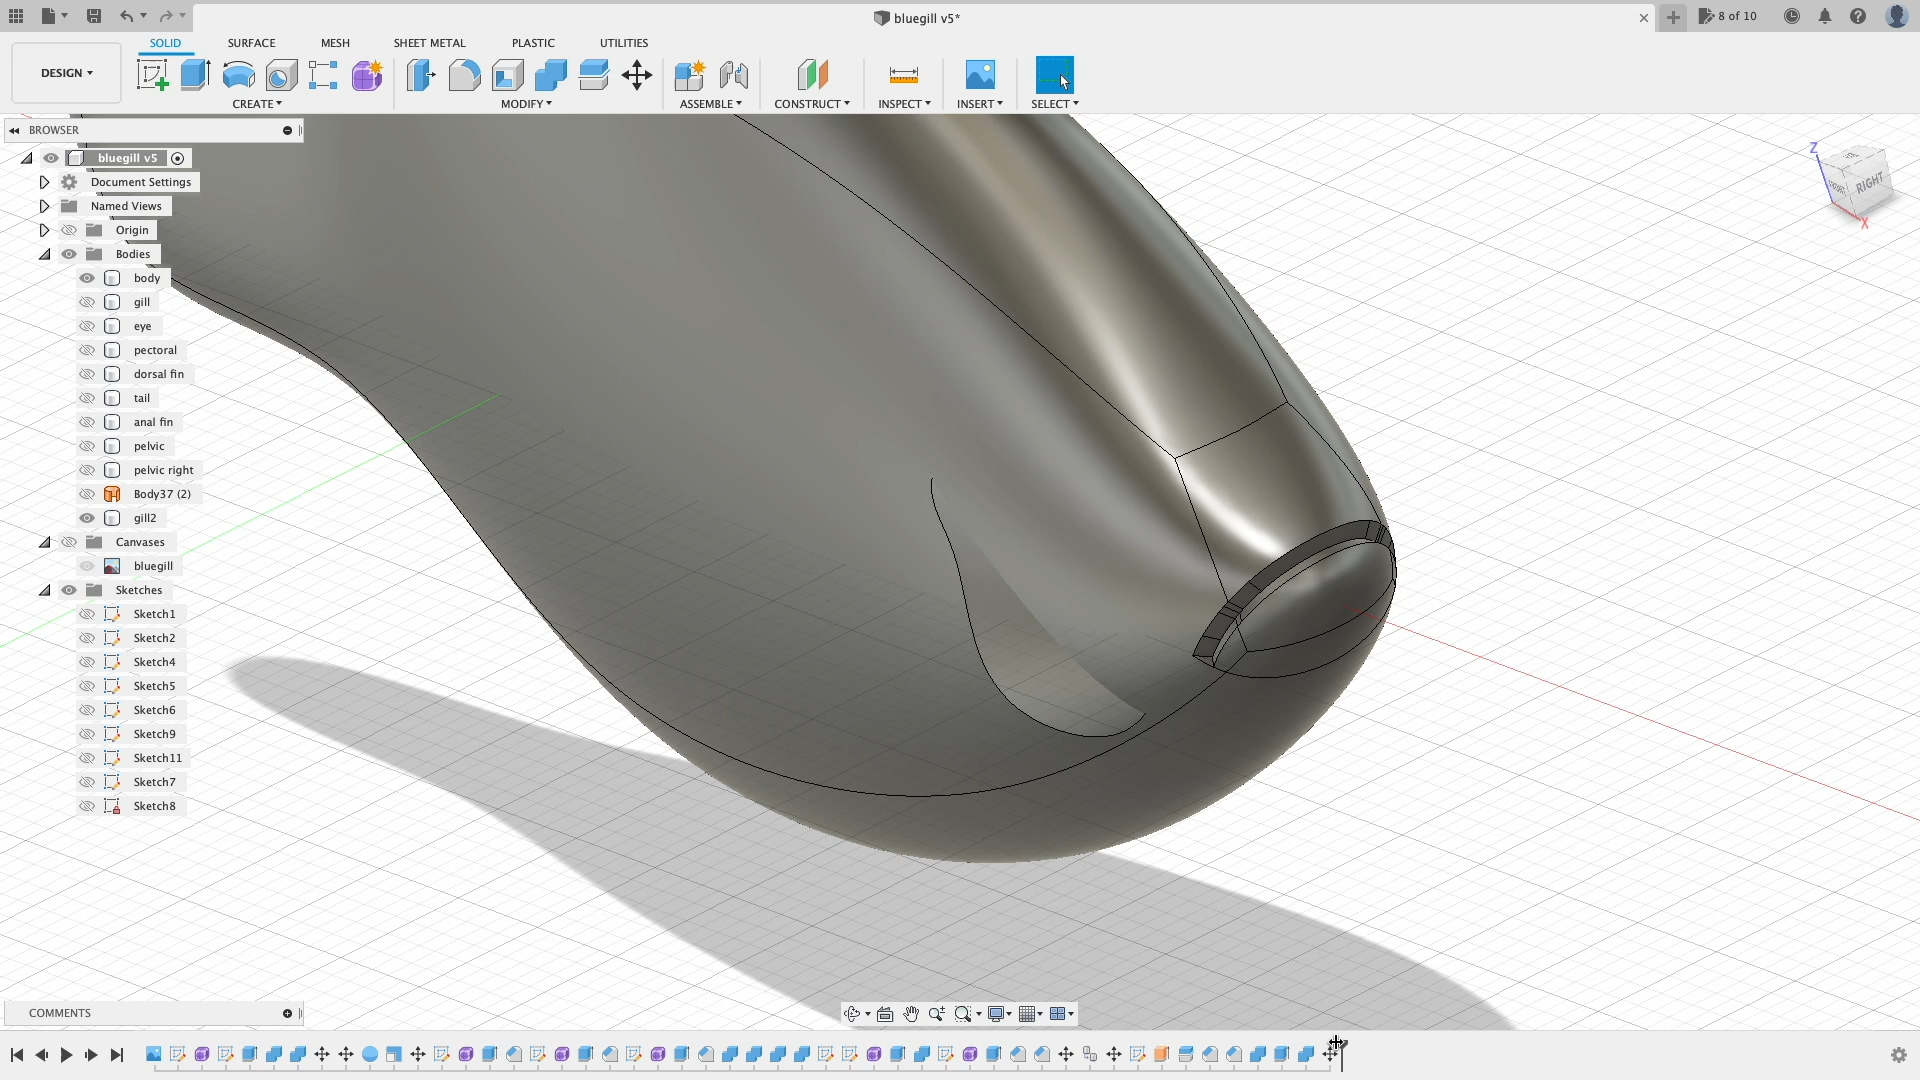 bluegill v5*
8 of 10
SOLID SURFACE MESH SHEET METAL PLASTIC UTILITIES
DESIGN
CREATE MODIFY ASSEMBLE CONSTRUCT INSPECT INSERT SELECT
BROWSER
bluegill v5
Document Settings
Named Views
Origin
Bodies
body
gill
eye
pectoral
dorsal fin
tail
anal fin
pelvic
pelvic right
Body37 (2)
gill2
Canvases
bluegill
Sketches
Sketch1
Sketch2
Sketch4
Sketch5
Sketch6
Sketch9
Sketch11
Sketch7
Sketch8
Z
RIGHT
X
COMMENTS